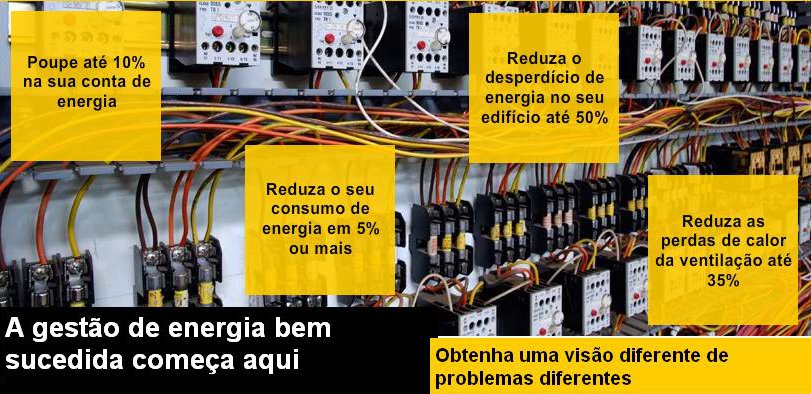 Poupe até 10%
na sua conta de
energia
Reduza o
desperdício de
energia no seu
edifício até 50%
Reduza o seu
consumo de
energia em 5%
ou mais
Reduza as
perdas de calor
da ventilação até
35%
A gestão de energia bem
sucedida começa aqui
Obtenha uma visão diferente de
problemas diferentes